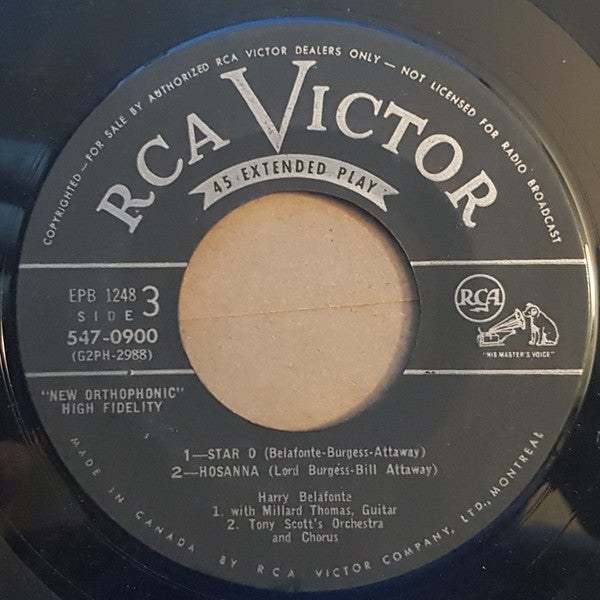 COPYRIGHTED — FOR SALE BY AUTHORIZED RCA VICTOR DEALERS ONLY — NOT LICENSED FOR RADIO BROADCAST
RCA VICTOR
45 EXTENDED PLAY
EPB 1248 3
SIDE
547-0900
(G2PH-2988)
RCA
"HIS MASTER'S VOICE"
"NEW ORTHOPHONIC"
HIGH FIDELITY
1—STAR O (Belafonte-Burgess-Attaway)
2—HOSANNA (Lord Burgess-Bill Attaway)
Harry Belafonte
1. with Millard Thomas, Guitar
2. Tony Scott's Orchestra
and Chorus
MADE IN CANADA BY RCA VICTOR COMPANY, LTD., MONTREAL